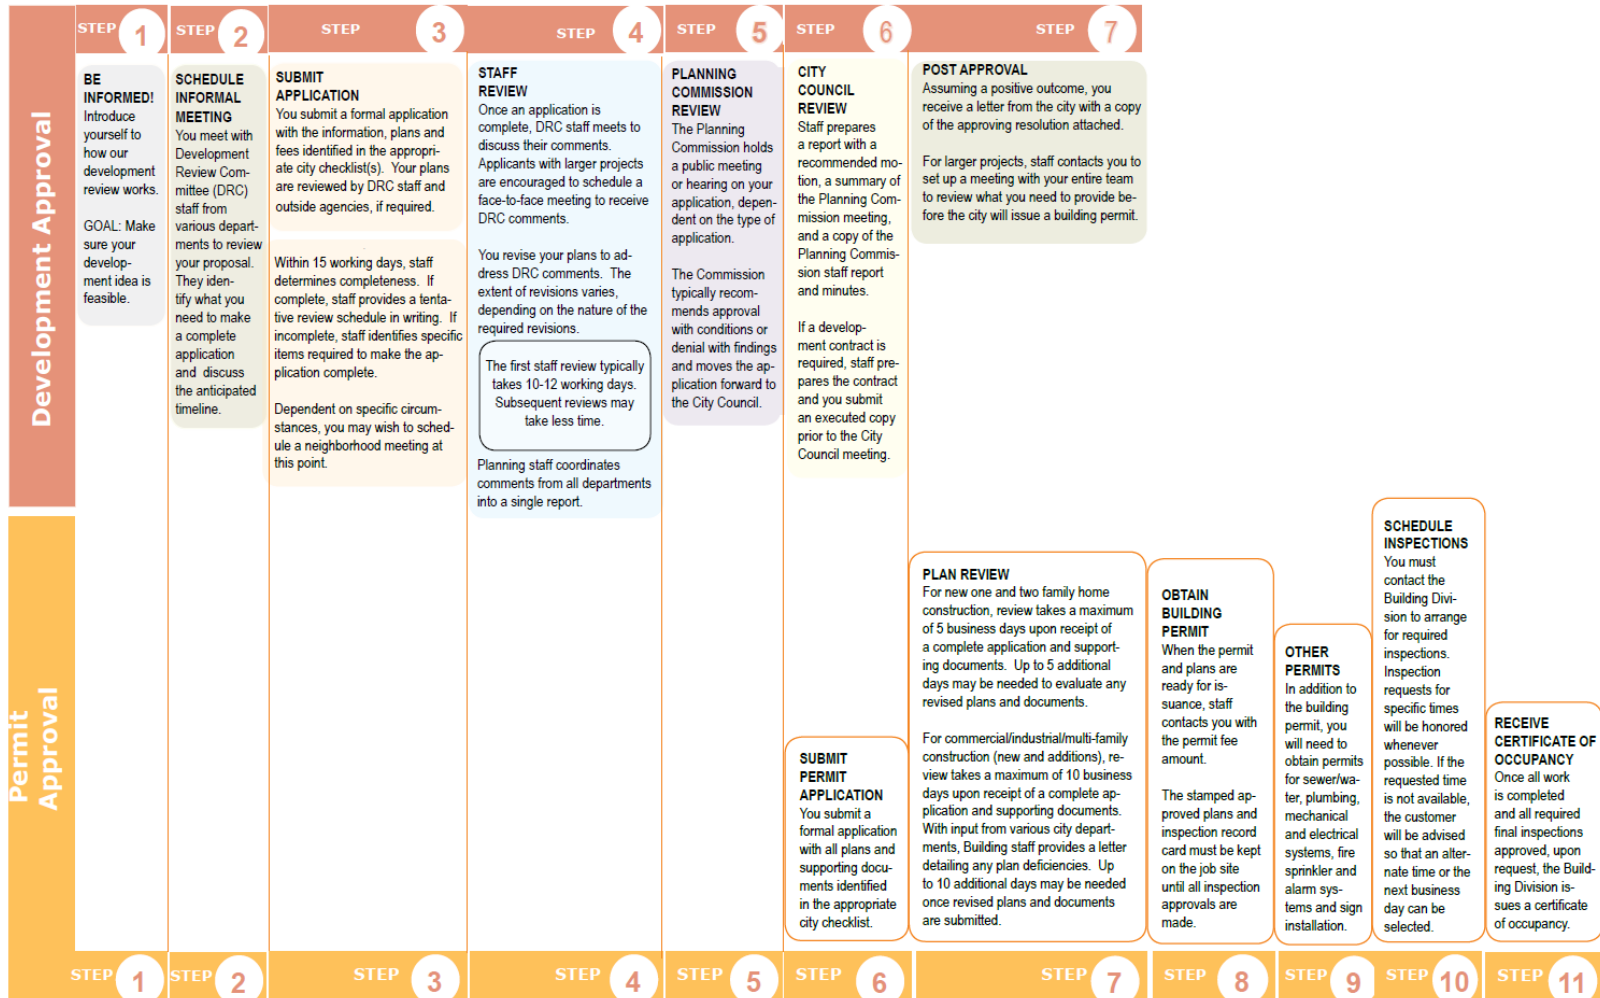 STEP 1
STEP 2
STEP 3
STEP 4
STEP 5
STEP 6
STEP 7
Development Approval
BE
INFORMED!
Introduce
yourself to
how our
development
review works.
GOAL: Make
sure your
develop-
ment idea is
feasible.
SCHEDULE
INFORMAL
MEETING
You meet with
Development
Review Com-
mittee (DRC)
staff from
various depart-
ments to review
your proposal.
They iden-
tify what you
need to make
a complete
application
and discuss
the anticipated
timeline.
SUBMIT
APPLICATION
You submit a formal application
with the information, plans and
fees identified in the appropri-
ate city checklist(s). Your plans
are reviewed by DRC staff and
outside agencies, if required.
Within 15 working days, staff
determines completeness. If
complete, staff provides a tenta-
tive review schedule in writing. If
incomplete, staff identifies specific
items required to make the ap-
plication complete.
Dependent on specific circum-
stances, you may wish to sched-
ule a neighborhood meeting at
this point.
STAFF
REVIEW
Once an application is
complete, DRC staff meets to
discuss their comments.
Applicants with larger projects
are encouraged to schedule a
face-to-face meeting to receive
DRC comments.
You revise your plans to ad-
dress DRC comments. The
extent of revisions varies,
depending on the nature of the
required revisions.
The first staff review typically
takes 10-12 working days.
Subsequent reviews may
take less time.
Planning staff coordinates
comments from all departments
into a single report.
PLANNING
COMMISSION
REVIEW
The Planning
Commission holds
a public meeting
or hearing on your
application, depen-
dent on the type of
application.
The Commission
typically recom-
mends approval
with conditions or
denial with findings
and moves the ap-
plication forward to
the City Council.
CITY
COUNCIL
REVIEW
Staff prepares
a report with a
recommended mo-
tion, a summary of
the Planning Com-
mission meeting,
and a copy of the
Planning Commis-
sion staff report
and minutes.
If a develop-
ment contract is
required, staff pre-
pares the contract
and you submit
an executed copy
prior to the City
Council meeting.
POST APPROVAL
Assuming a positive outcome, you
receive a letter from the city with a copy
of the approving resolution attached.
For larger projects, staff contacts you to
set up a meeting with your entire team
to review what you need to provide be-
fore the city will issue a building permit.
Permit
Approval
SUBMIT
PERMIT
APPLICATION
You submit a
formal application
with all plans and
supporting docu-
ments identified
in the appropriate
city checklist.
PLAN REVIEW
For new one and two family home
construction, review takes a maximum
of 5 business days upon receipt of
a complete application and support-
ing documents. Up to 5 additional
days may be needed to evaluate any
revised plans and documents.
For commercial/industrial/multi-family
construction (new and additions), re-
view takes a maximum of 10 business
days upon receipt of a complete ap-
plication and supporting documents.
With input from various city depart-
ments, Building staff provides a letter
detailing any plan deficiencies. Up
to 10 additional days may be needed
once revised plans and documents
are submitted.
OBTAIN
BUILDING
PERMIT
When the permit
and plans are
ready for is-
suance, staff
contacts you with
the permit fee
amount.
The stamped ap-
proved plans and
inspection record
card must be kept
on the job site
until all inspection
approvals are
made.
OTHER
PERMITS
In addition to
the building
permit, you
will need to
obtain permits
for sewer/wa-
ter, plumbing,
mechanical
and electrical
systems, fire
sprinkler and
alarm sys-
tems and sign
installation.
SCHEDULE
INSPECTIONS
You must
contact the
Building Divi-
sion to arrange
for required
inspections.
Inspection
requests for
specific times
will be honored
whenever
possible. If the
requested time
is not available,
the customer
will be advised
so that an alter-
nate time or the
next business
day can be
selected.
RECEIVE
CERTIFICATE OF
OCCUPANCY
Once all work
is completed
and all required
final inspections
approved, upon
request, the Build-
ing Division is-
sues a certificate
of occupancy.
STEP 1
STEP 2
STEP 3
STEP 4
STEP 5
STEP 6
STEP 7
STEP 8
STEP 9
STEP 10
STEP 11